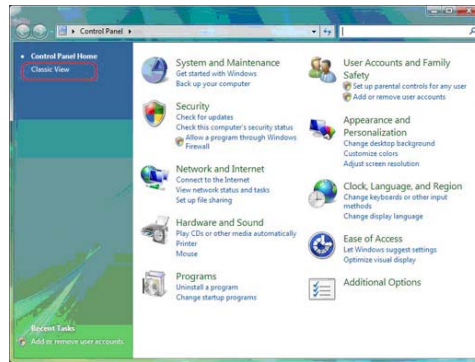 Control Panel
Control Panel Home
Classic View
System and Maintenance
Get started with Windows
Back up your computer
Security
Check for updates
Check this computer's security status
Allow a program through Windows
Firewall
Network and Internet
Connect to the Internet
View network status and tasks
Set up file sharing
Hardware and Sound
Play CDs or other media automatically
Printer
Mouse
Programs
Uninstall a program
Change startup programs
User Accounts and Family
Safety
Set up parental controls for any user
Add or remove user accounts
Appearance and
Personalization
Change desktop background
Customize colors
Adjust screen resolution
Clock, Language, and Region
Change keyboards or other input
methods
Change display language
Ease of Access
Let Windows suggest settings
Optimize visual display
Additional Options
Recent Tasks
Add or remove user accounts